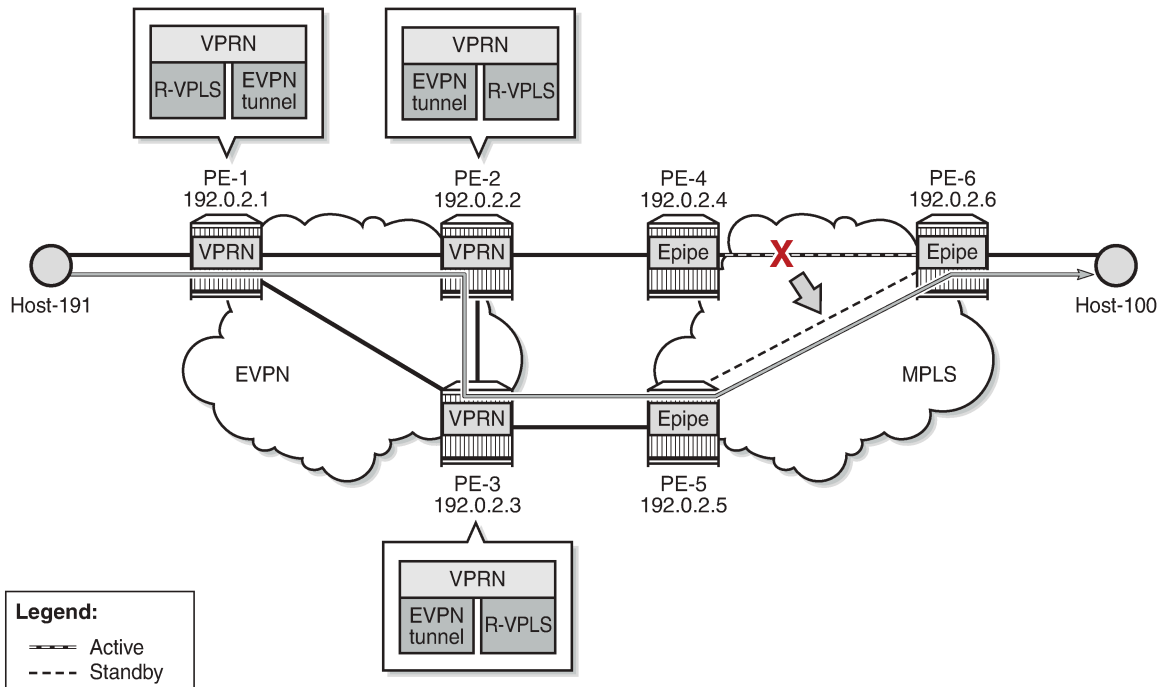 VPRN
R-VPLS
EVPN
tunnel
VPRN
EVPN
tunnel
R-VPLS
PE-1
192.0.2.1
PE-2
192.0.2.2
PE-4
192.0.2.4
PE-6
192.0.2.6
VPRN
VPRN
Epipe
X
Epipe
Host-191
Host-100
EVPN
MPLS
VPRN
Epipe
PE-3
192.0.2.3
PE-5
192.0.2.5
VPRN
EVPN
tunnel
R-VPLS
Legend:
Active
Standby